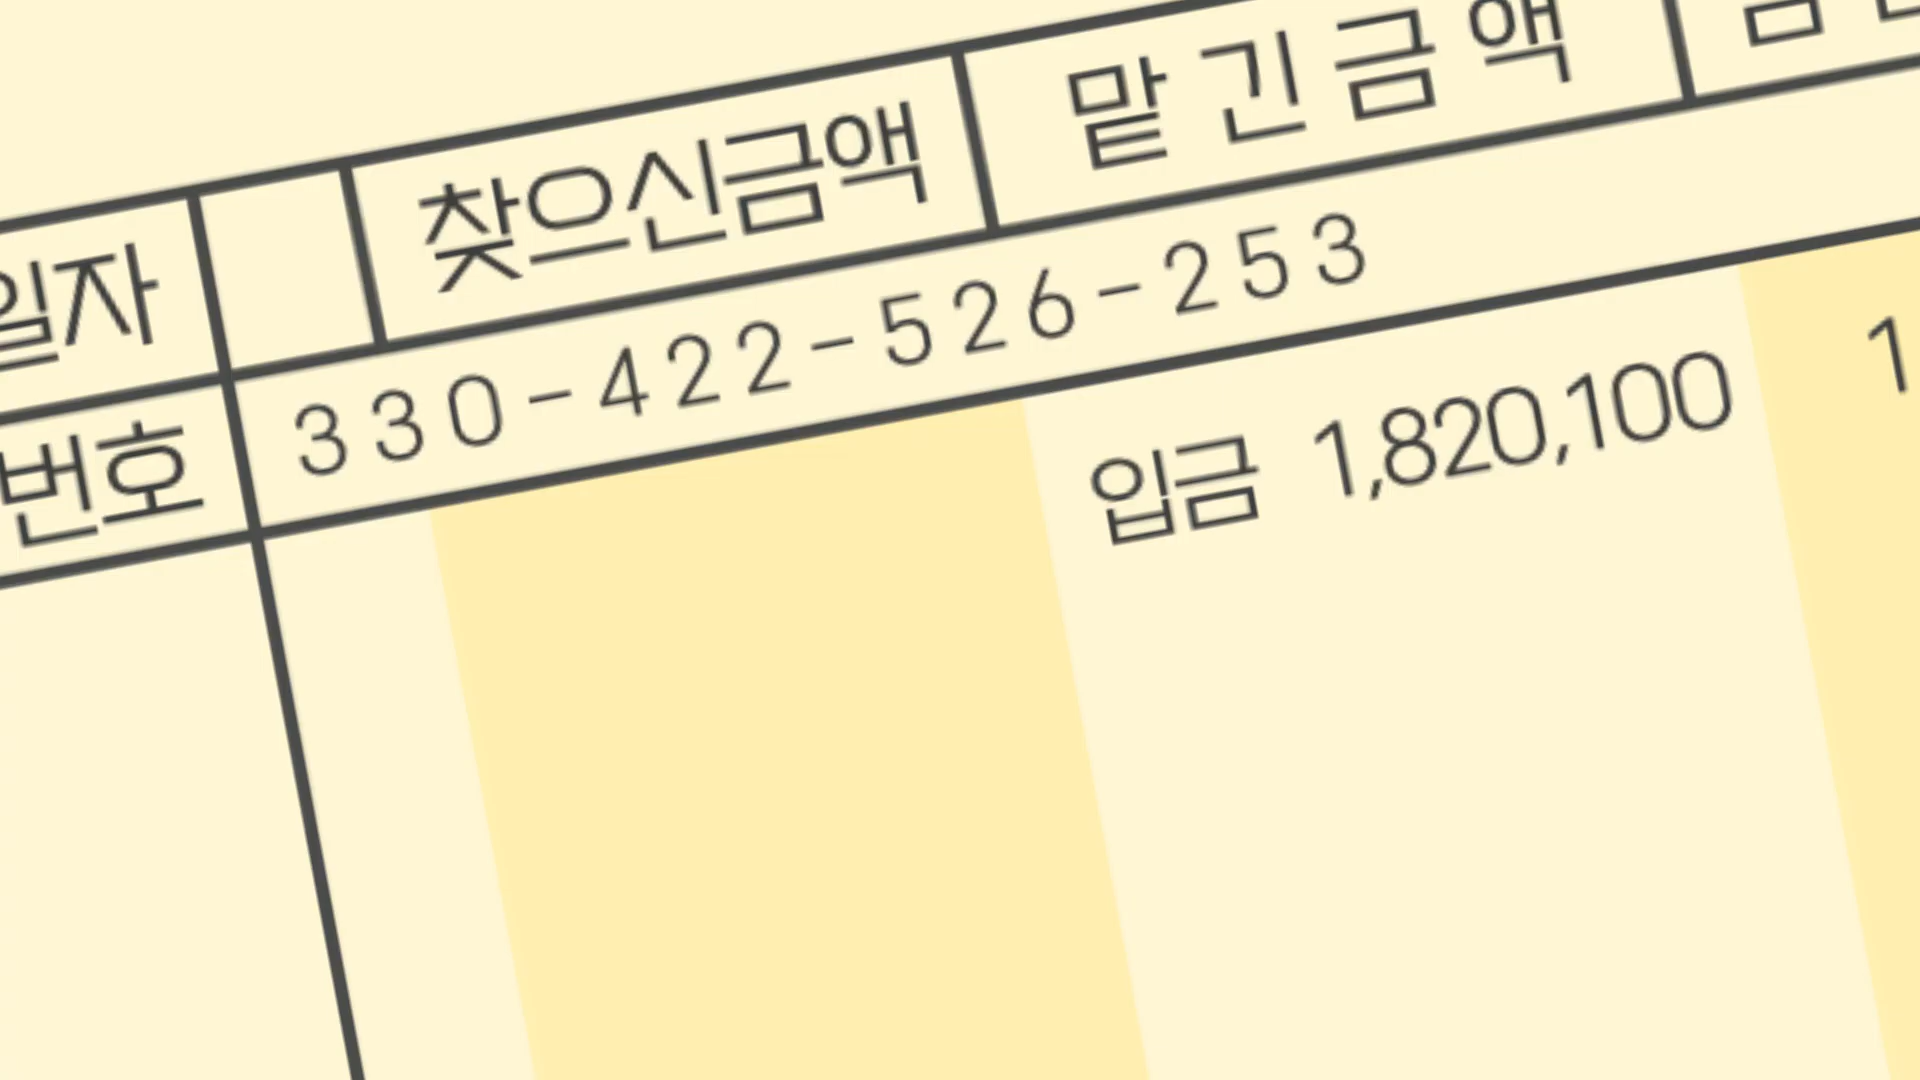 일자 찾으신금액 맡긴금액
번호 330-422-526-253
입금 1,820,100 1